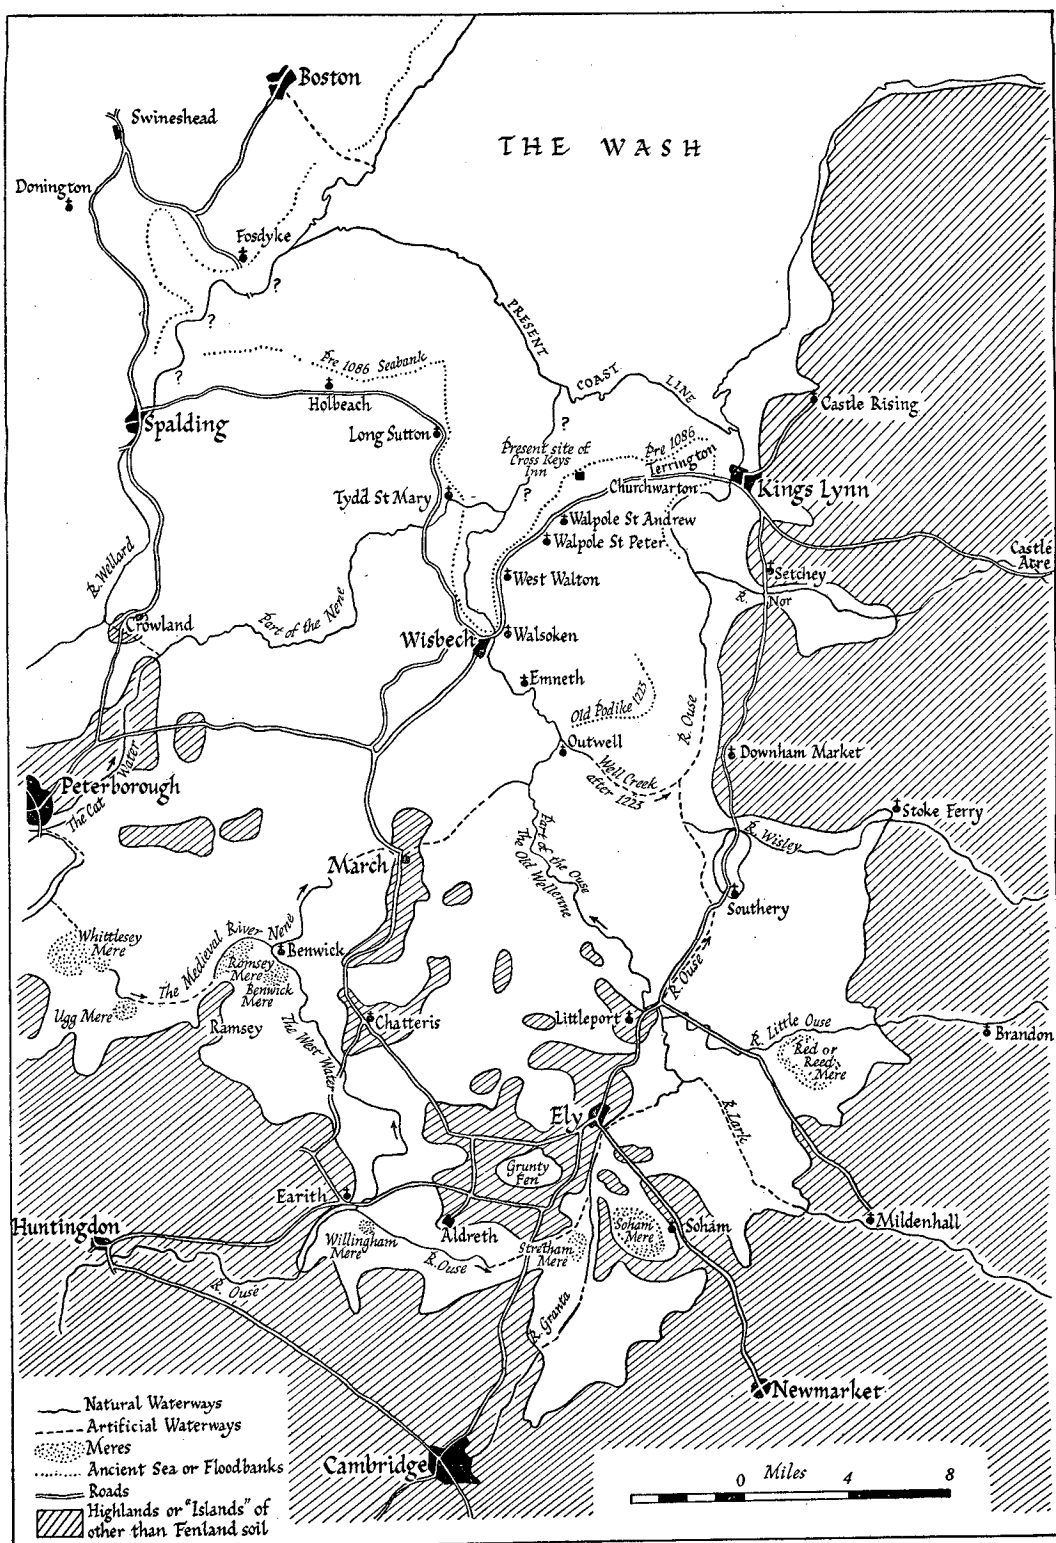 Boston
Swineshead
THE WASH
Donington
Fosdyke
?
?
?
PRESENT
COAST
LINE
Pre 1086 Seabank
Holbeach
Castle Rising
Spalding
Long Sutton
?
Present site of
Cross Keys
Inn
Pre 1086
Terrington
Kings Lynn
Churchwarton
Tydd St Mary
?
Walpole St Andrew
Walpole St Peter
Castle
Acre
R. Wellard
West Walton
Setchey
R.
Nor
Part of the Nene
Crowland
Wisbech
Walsoken
Emneth
Old Podike 1223
R. Ouse
Outwell
Downham Market
Well Creek
after 1223
Peterborough
The Cat Water
Stoke Ferry
R. Wisley
Part of the Ouse
The Old Wellenne
March
Southery
Whittlesey
Mere
The Medieval River Nene
Benwick
Ramsey
Mere
Benwick
Mere
R. Ouse
Ugg Mere
Ramsey
The West Water
Chatteris
Littleport
R. Little Ouse
Brandon
Red or
Reed
Mere
Ely
R. Lark
Grunty
Fen
Earith
Huntingdon
Aldreth
Willingham
Mere
Stretham
Mere
Soham
Mere
Soham
Mildenhall
R. Ouse
R. Ouse
R. Granta
Newmarket
Cambridge
Natural Waterways
Artificial Waterways
Meres
Ancient Sea or Floodbanks
Roads
Highlands or "Islands" of
other than Fenland soil
Miles
0 4 8